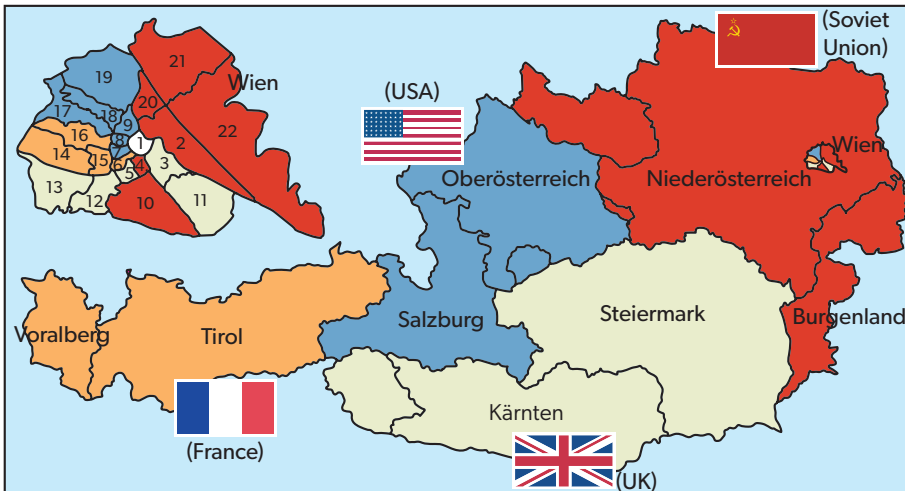 (Soviet
Union)
(USA)
Wien
21
19
20
22
17
18
9
16
8
1
2
14
15
6
4
3
5
13
12
10
11
Wien
Oberösterreich
Niederösterreich
Voralberg
Tirol
Salzburg
Steiermark
Burgenland
Kärnten
(France)
(UK)